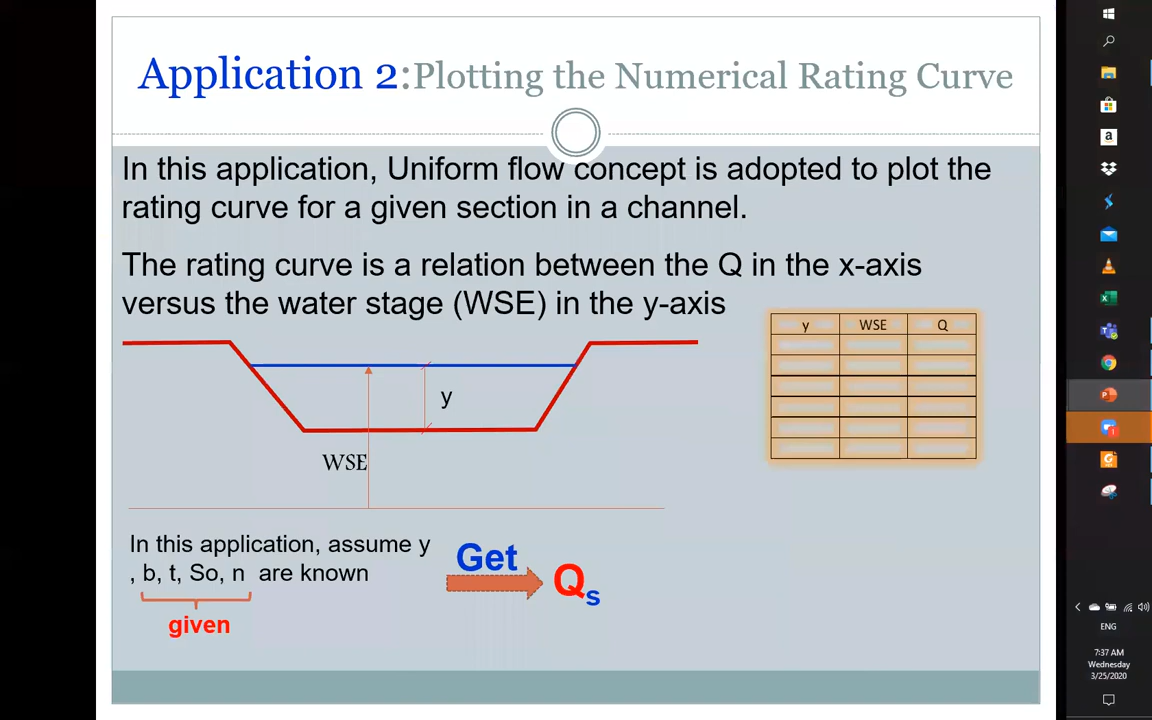 Application 2:Plotting the Numerical Rating Curve
In this application, Uniform flow concept is adopted to plot the
rating curve for a given section in a channel.
The rating curve is a relation between the Q in the x-axis
versus the water stage (WSE) in the y-axis
y WSE Q
y
WSE
In this application, assume y
, b, t, So, n are known
given
Get
Qs
ENG
7:37 AM
Wednesday
3/25/2020